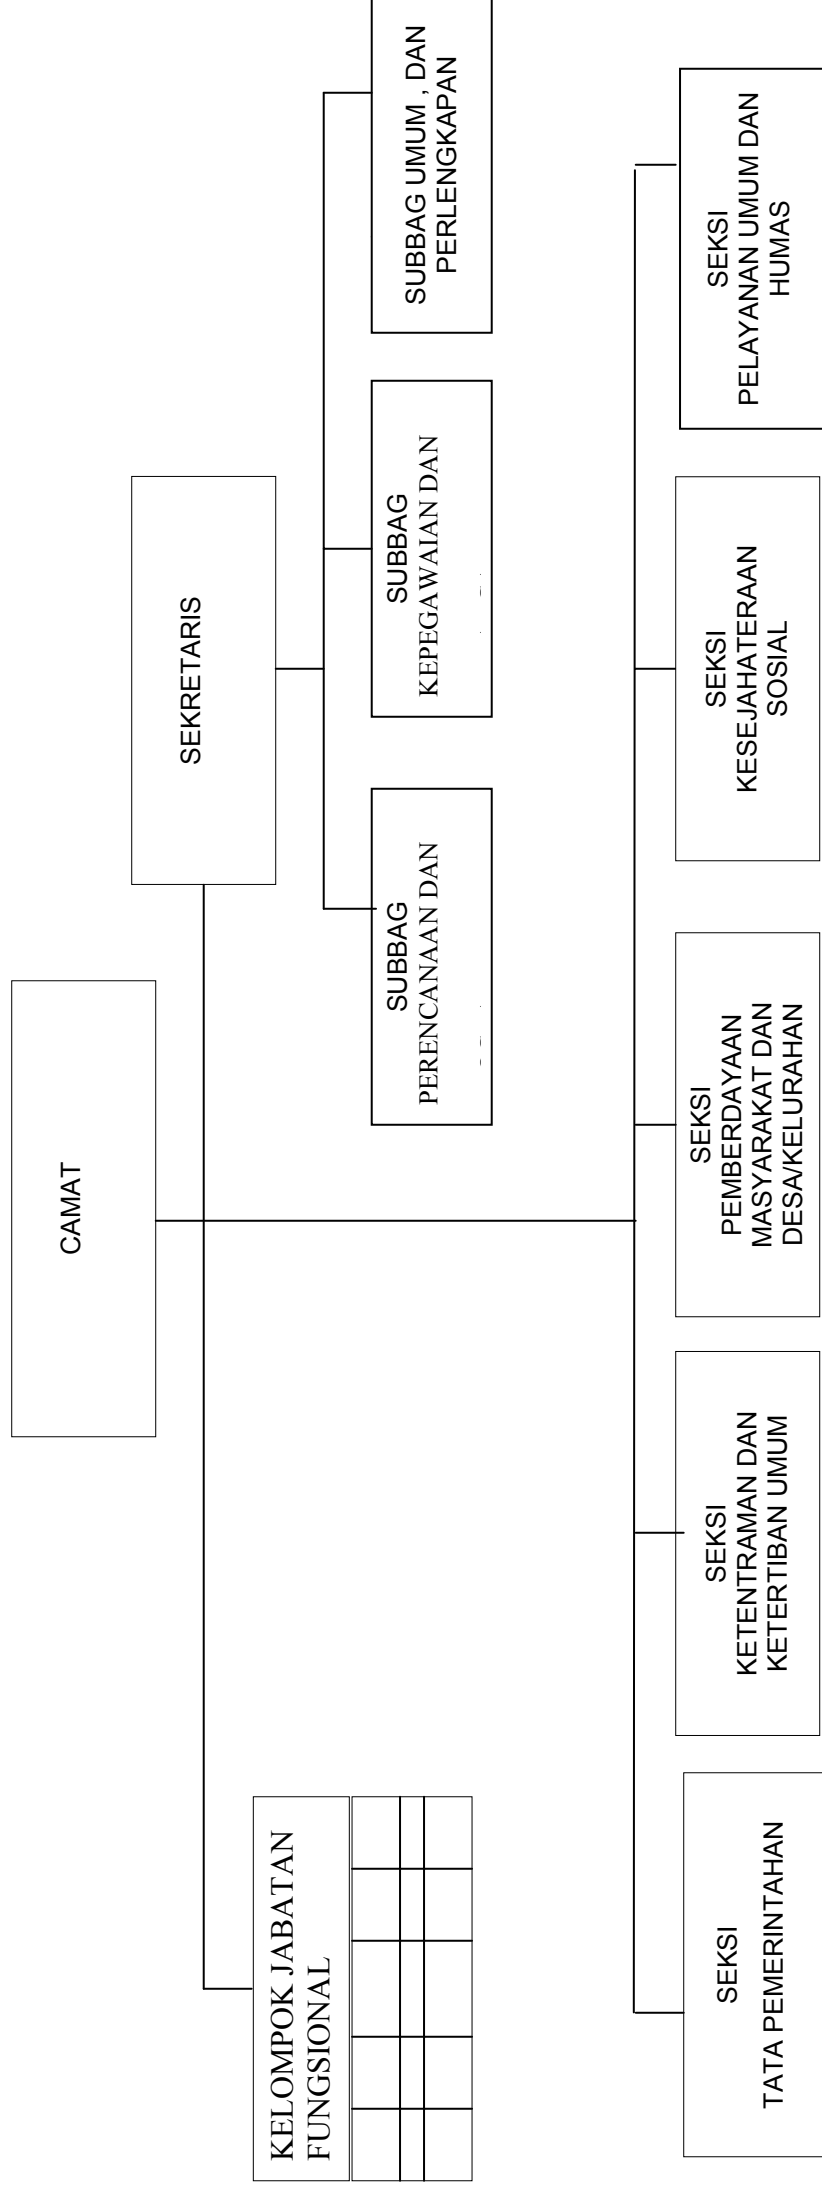 CAMAT
SEKRETARIS
KELOMPOK JABATAN
FUNGSIONAL
SUBBAG
PERENCANAAN DAN
SUBBAG
KEPEGAWAIAN DAN
SUBBAG UMUM , DAN
PERLENGKAPAN
SEKSI
TATA PEMERINTAHAN
SEKSI
KETENTRAMAN DAN
KETERTIBAN UMUM
SEKSI
PEMBERDAYAAN
MASYARAKAT DAN
DESA/KELURAHAN
SEKSI
KESEJAHATERAAN
SOSIAL
SEKSI
PELAYANAN UMUM DAN
HUMAS